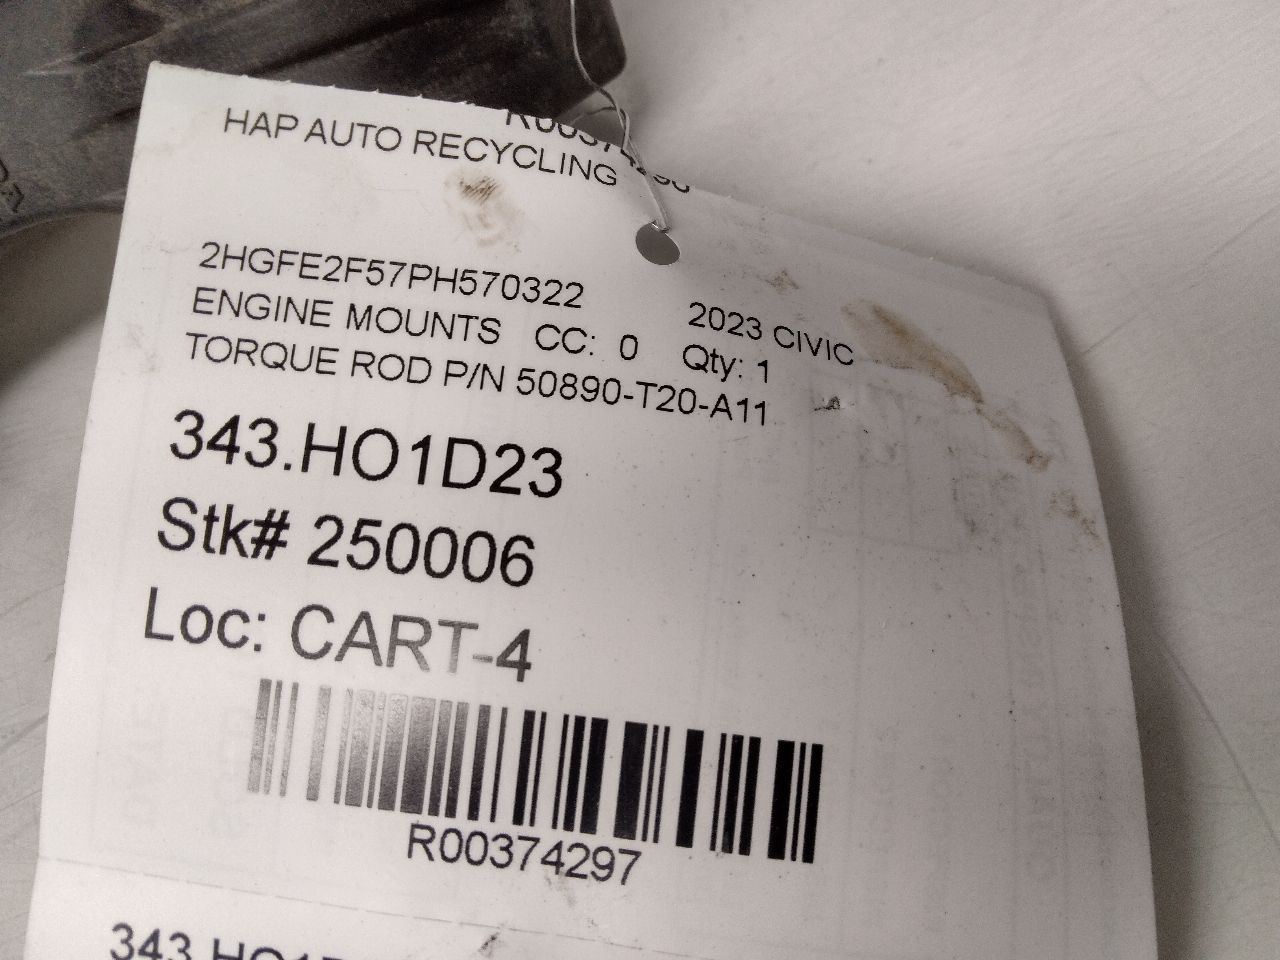 HAP AUTO RECYCLING
2HGFE2F57PH570322 2023 CIVIC
ENGINE MOUNTS CC: 0 Qty: 1
TORQUE ROD P/N 50890-T20-A11
343.HO1D23
Stk# 250006
Loc: CART-4
R00374297